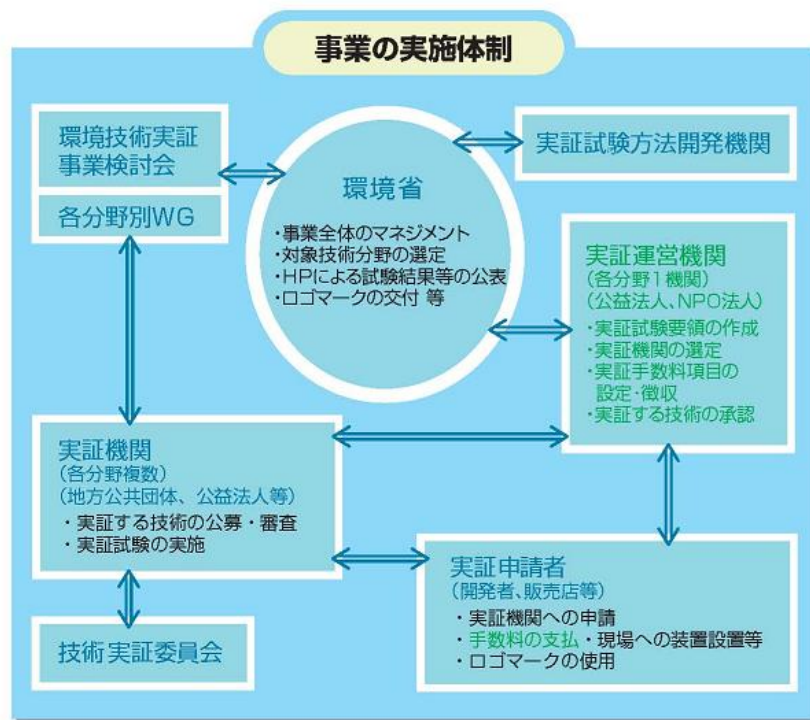 事業の実施体制
環境技術実証
事業検討会
各分野別WG
環境省
・事業全体のマネジメント
・対象技術分野の選定
・HPによる試験結果等の公表
・ロゴマークの交付 等
実証試験方法開発機関
実証運営機関
(各分野1機関)
(公益法人、NPO法人)
・実証試験要領の作成
・実証機関の選定
・実証手数料項目の
設定・徴収
・実証する技術の承認
実証機関
(各分野複数)
(地方公共団体、公益法人等)
・実証する技術の公募・審査
・実証試験の実施
技術実証委員会
実証申請者
(開発者、販売店等)
・実証機関への申請
・手数料の支払・現場への装置設置等
・ロゴマークの使用